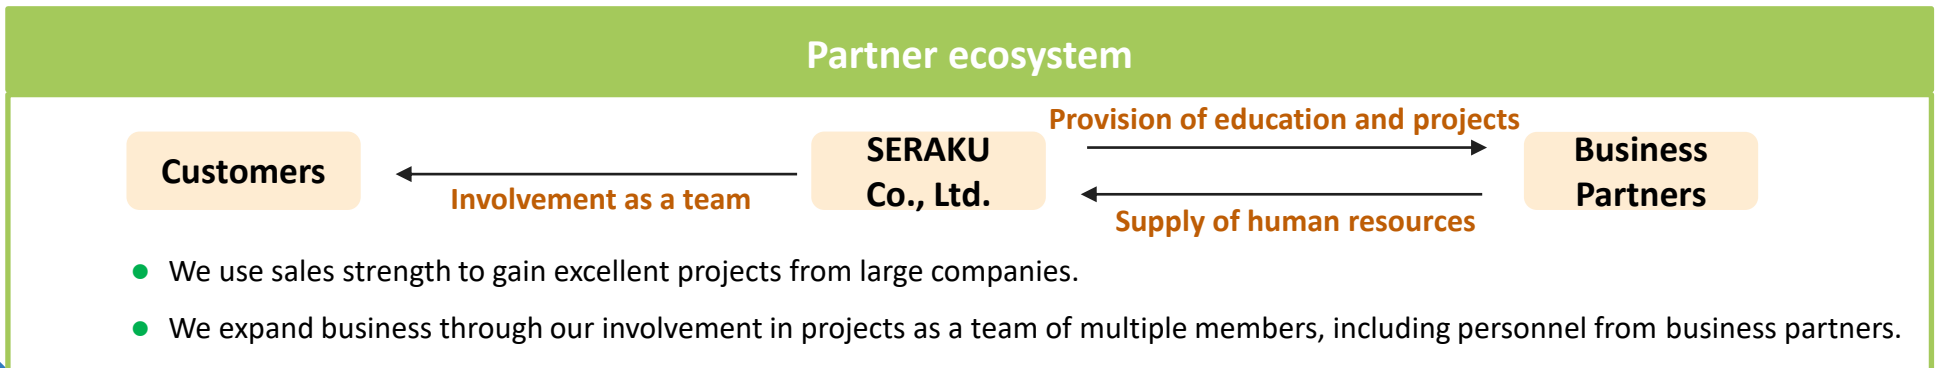 Partner ecosystem
Provision of education and projects
Customers
SERAKU
Co., Ltd.
Business
Partners
Involvement as a team
Supply of human resources
● We use sales strength to gain excellent projects from large companies.
● We expand business through our involvement in projects as a team of multiple members, including personnel from business partners.